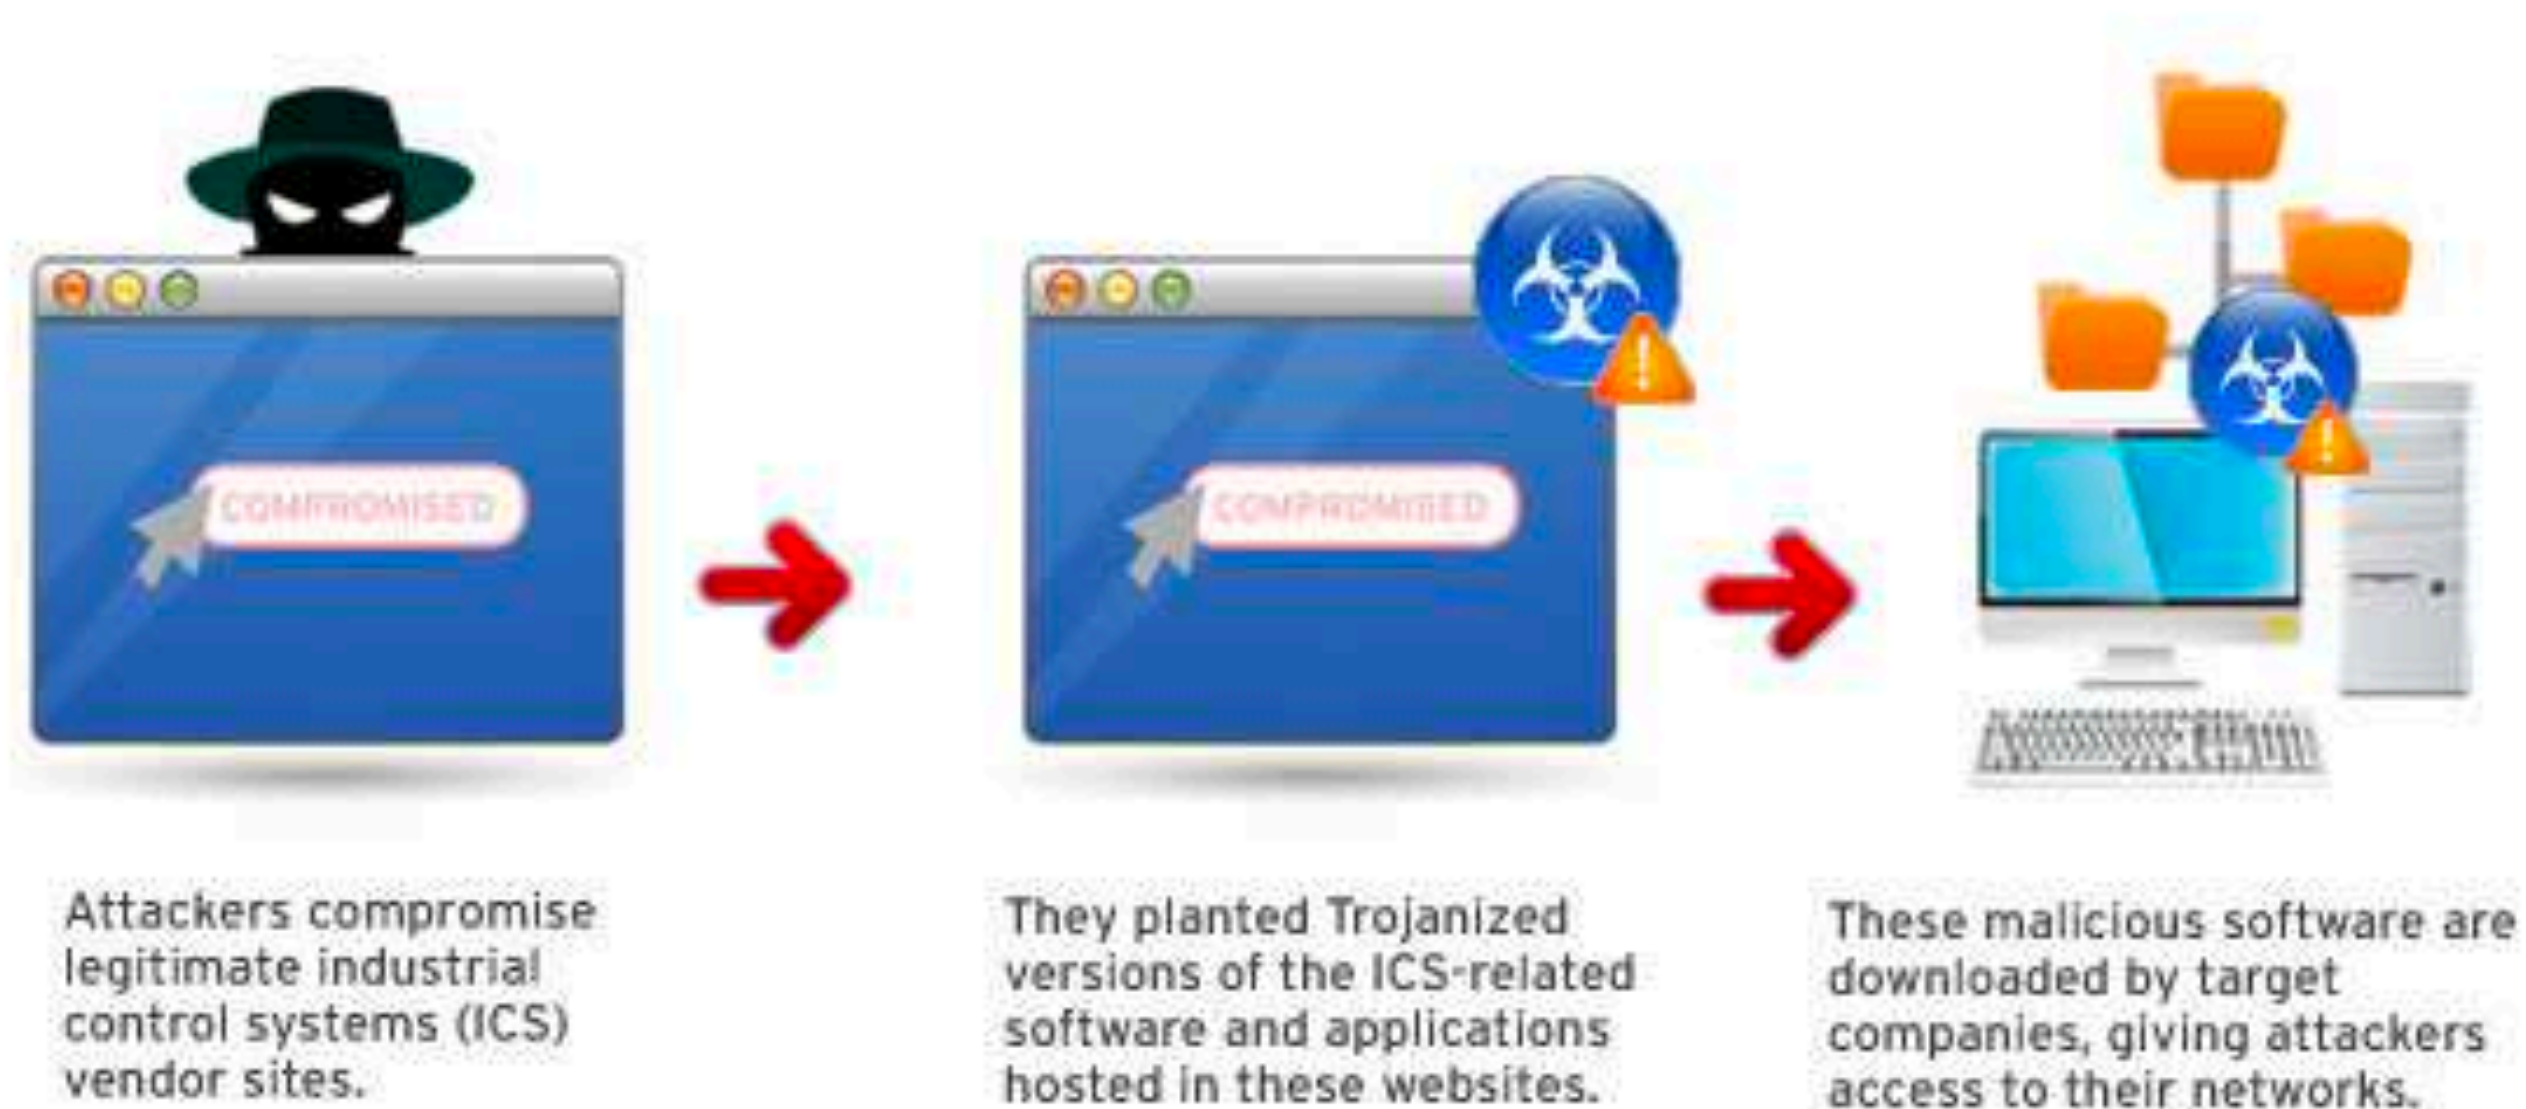 COMPROMISED
COMPROMISED
Attackers compromise
legitimate industrial
control systems (ICS)
vendor sites.
They planted Trojanized
versions of the ICS-related
software and applications
hosted in these websites.
These malicious software are
downloaded by target
companies, giving attackers
access to their networks.